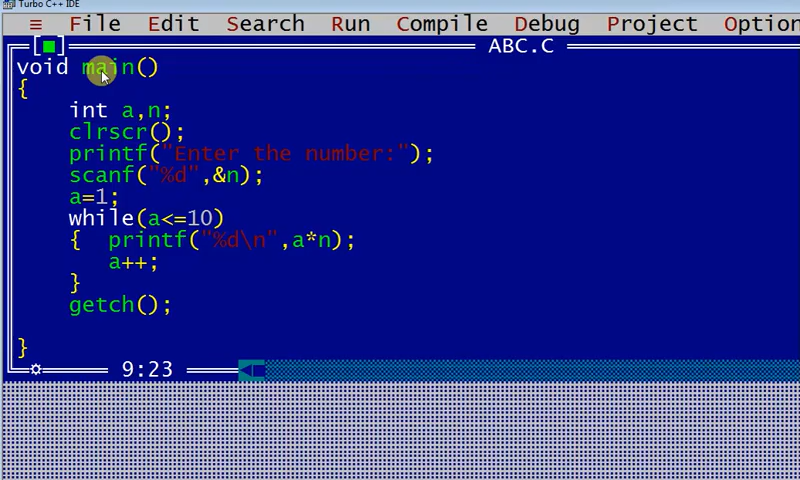 Turbo C++ IDE
≡ File Edit Search Run Compile Debug Project Option
[■] ABC.C
void main()
{
int a,n;
clrscr();
printf("Enter the number:");
scanf("%d",&n);
a=1;
while(a<=10)
{ printf("%d\n",a*n);
a++;
}
getch();
}
9:23